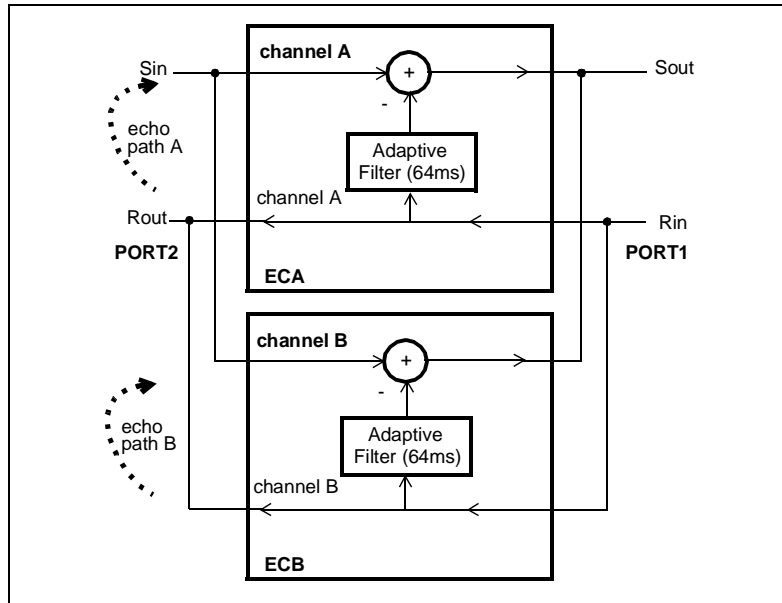 channel A
Sin
+
Sout
-
echo
path A
Adaptive
Filter (64ms)
channel A
Rout
Rin
PORT2
PORT1
ECA
channel B
+
-
echo
path B
Adaptive
Filter (64ms)
channel B
ECB